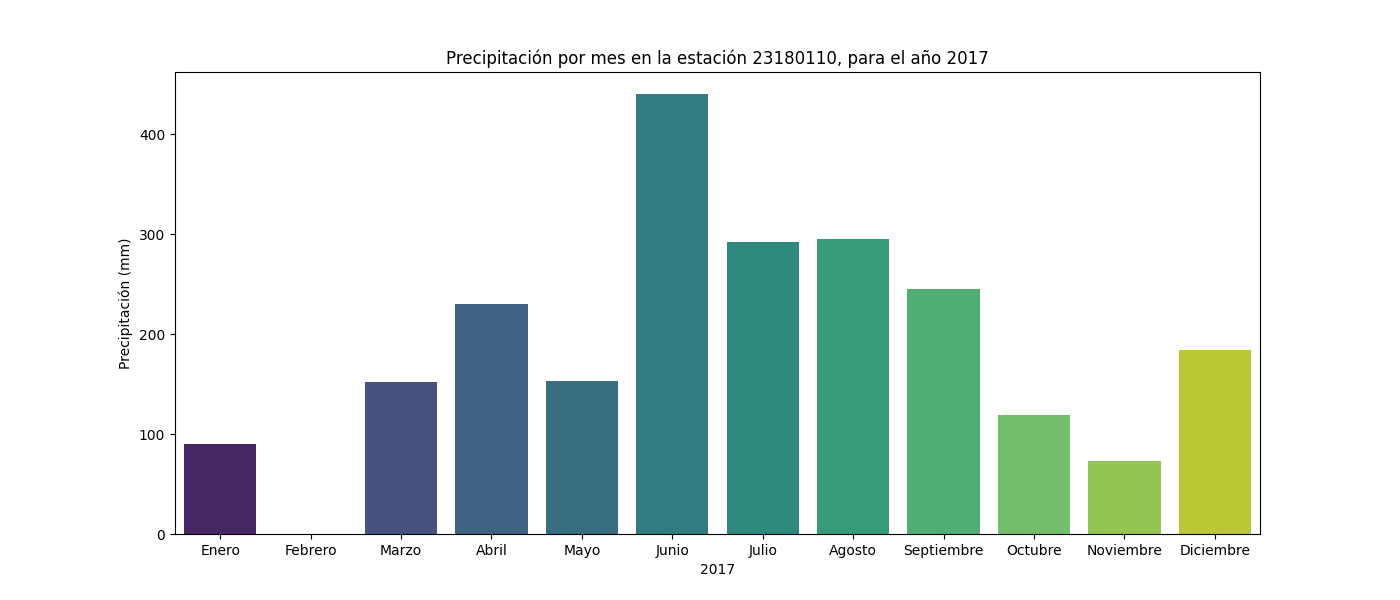 Precipitación por mes en la estación 23180110, para el año 2017
Precipitación (mm)
400
300
200
100
0
Enero Febrero Marzo Abril Mayo Junio Julio Agosto Septiembre Octubre Noviembre Diciembre
2017